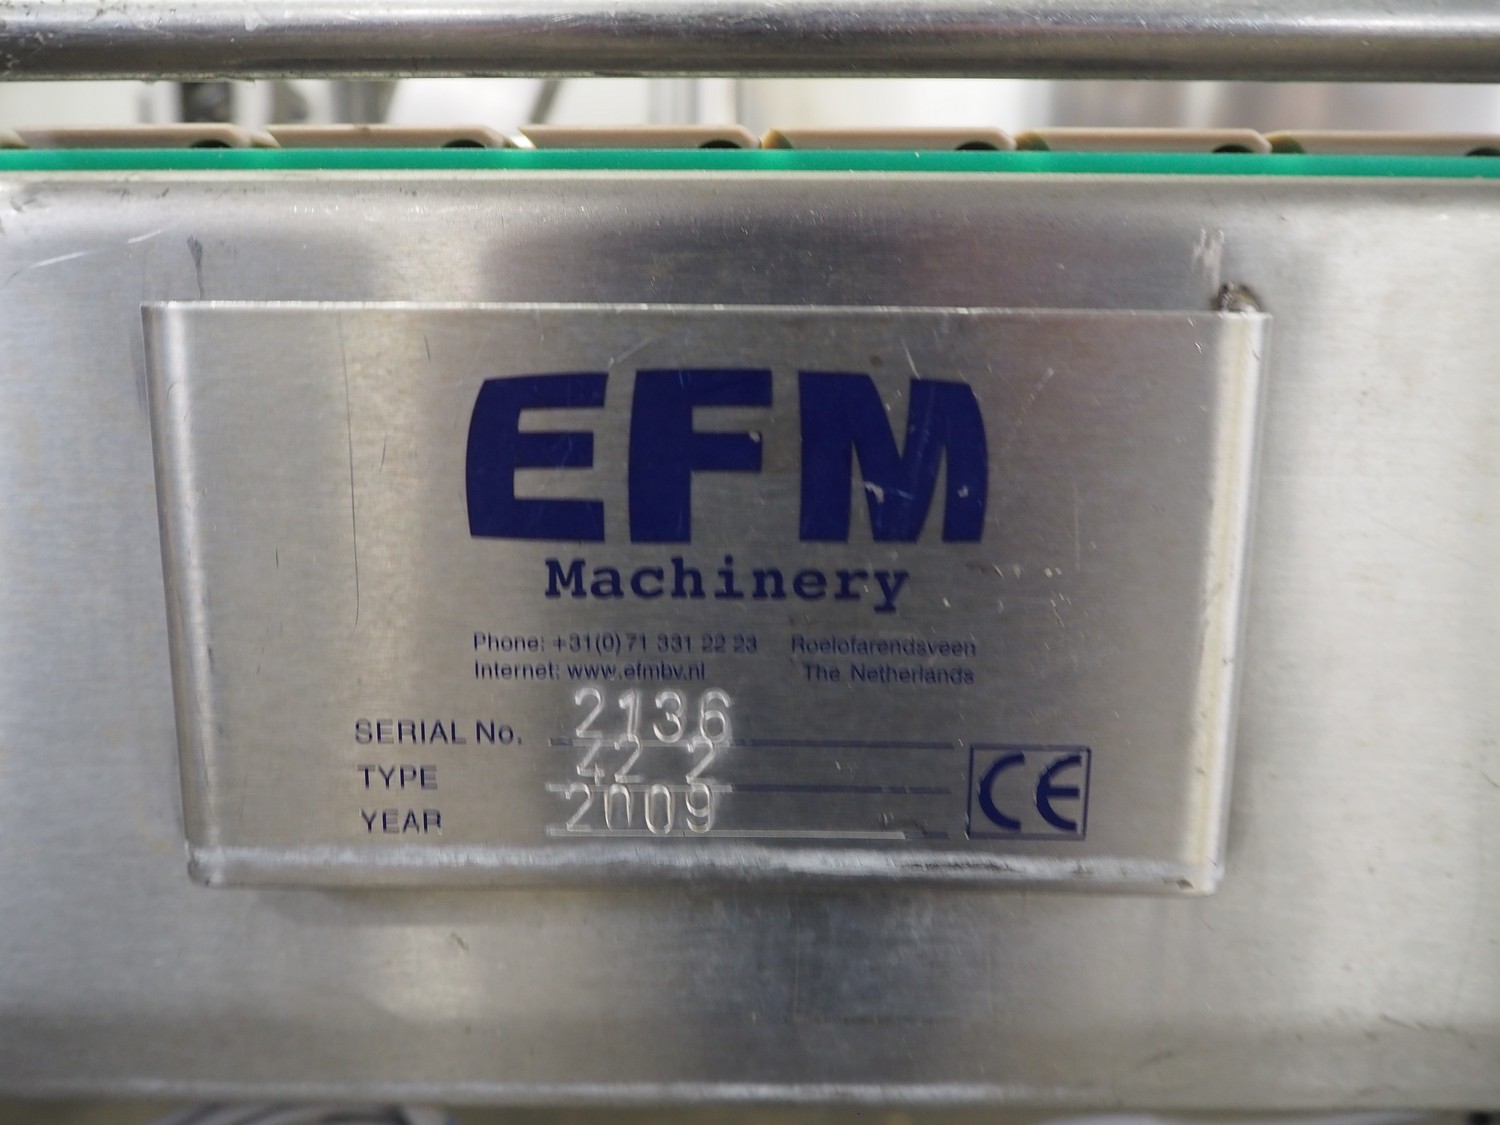 EFM
Machinery
Phone: +31(0)71 331 22 23 Roelofarendsveen
Internet: www.efmbv.nl The Netherlands
SERIAL No. 2136
TYPE 42 2
YEAR 2009
CE